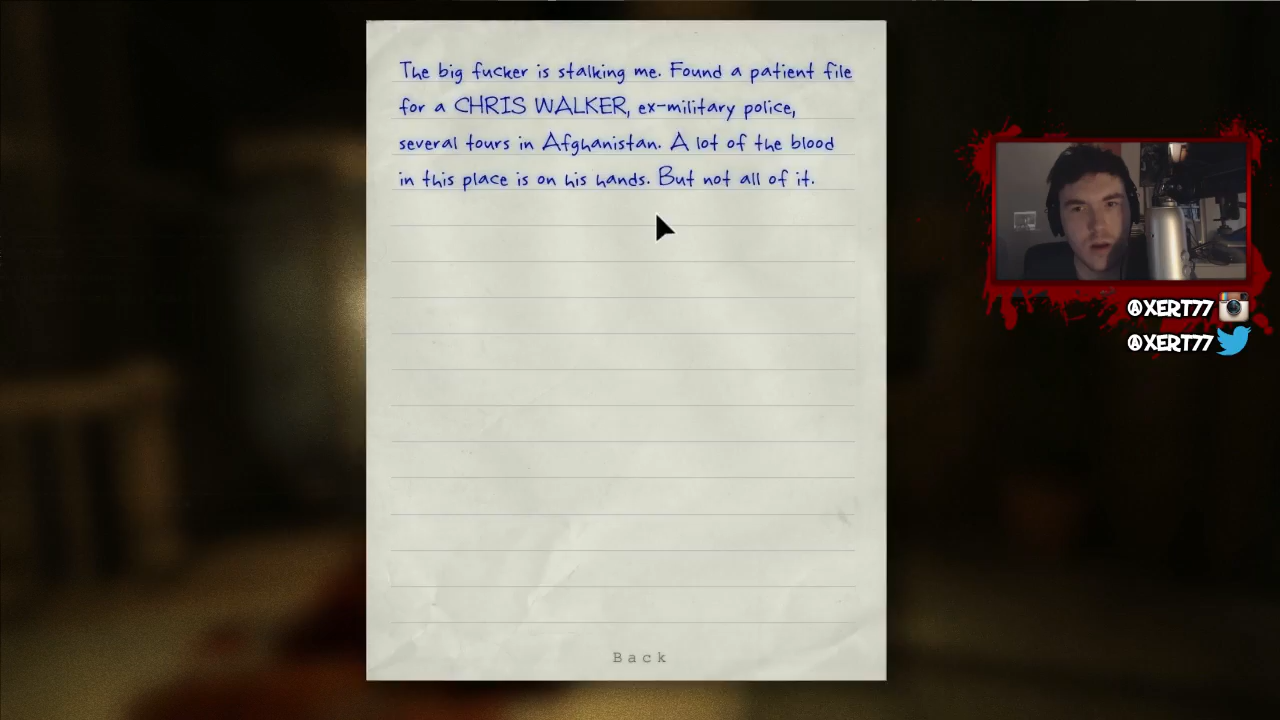 The big fucker is stalking me. Found a patient file
for a CHRIS WALKER, ex-military police,
several tours in Afghanistan. A lot of the blood
in this place is on his hands. But not all of it.
@XERT77
@XERT77
Back